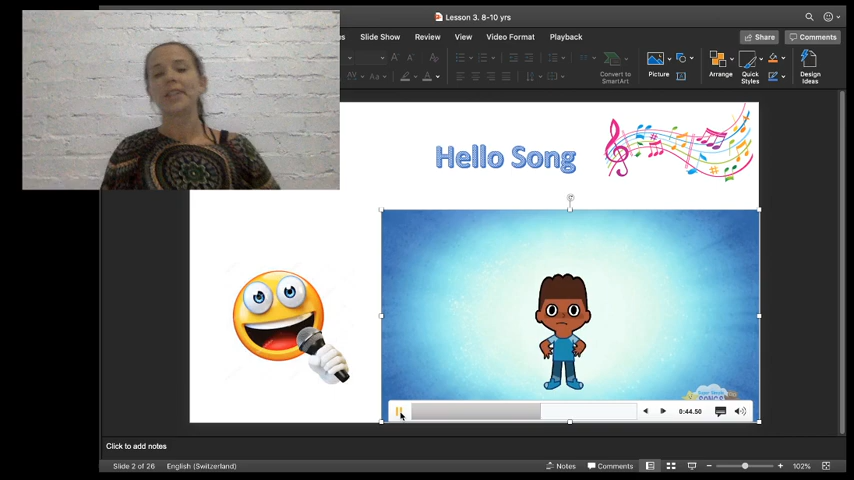 Lesson 3. 8-10 yrs
Slide Show Review View Video Format Playback
Share Comments
Convert to
SmartArt
Picture
Arrange
Quick
Styles
Design
Ideas
Hello Song
0:44.50
Click to add notes
Slide 2 of 26 English (Switzerland) Notes Comments 102%